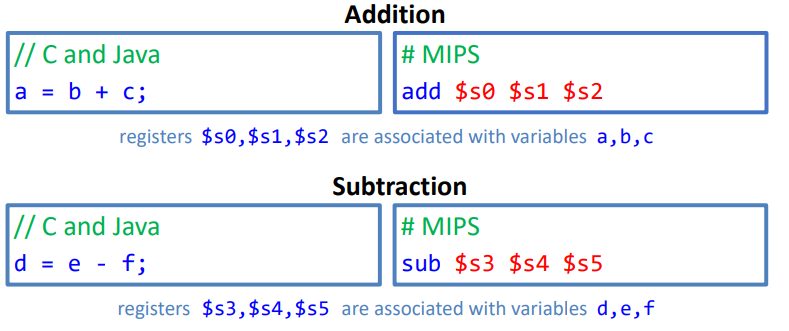 Addition
// C and Java
a = b + c;
# MIPS
add $s0 $s1 $s2
registers $s0,$s1,$s2 are associated with variables a,b,c
Subtraction
// C and Java
d = e - f;
# MIPS
sub $s3 $s4 $s5
registers $s3,$s4,$s5 are associated with variables d,e,f